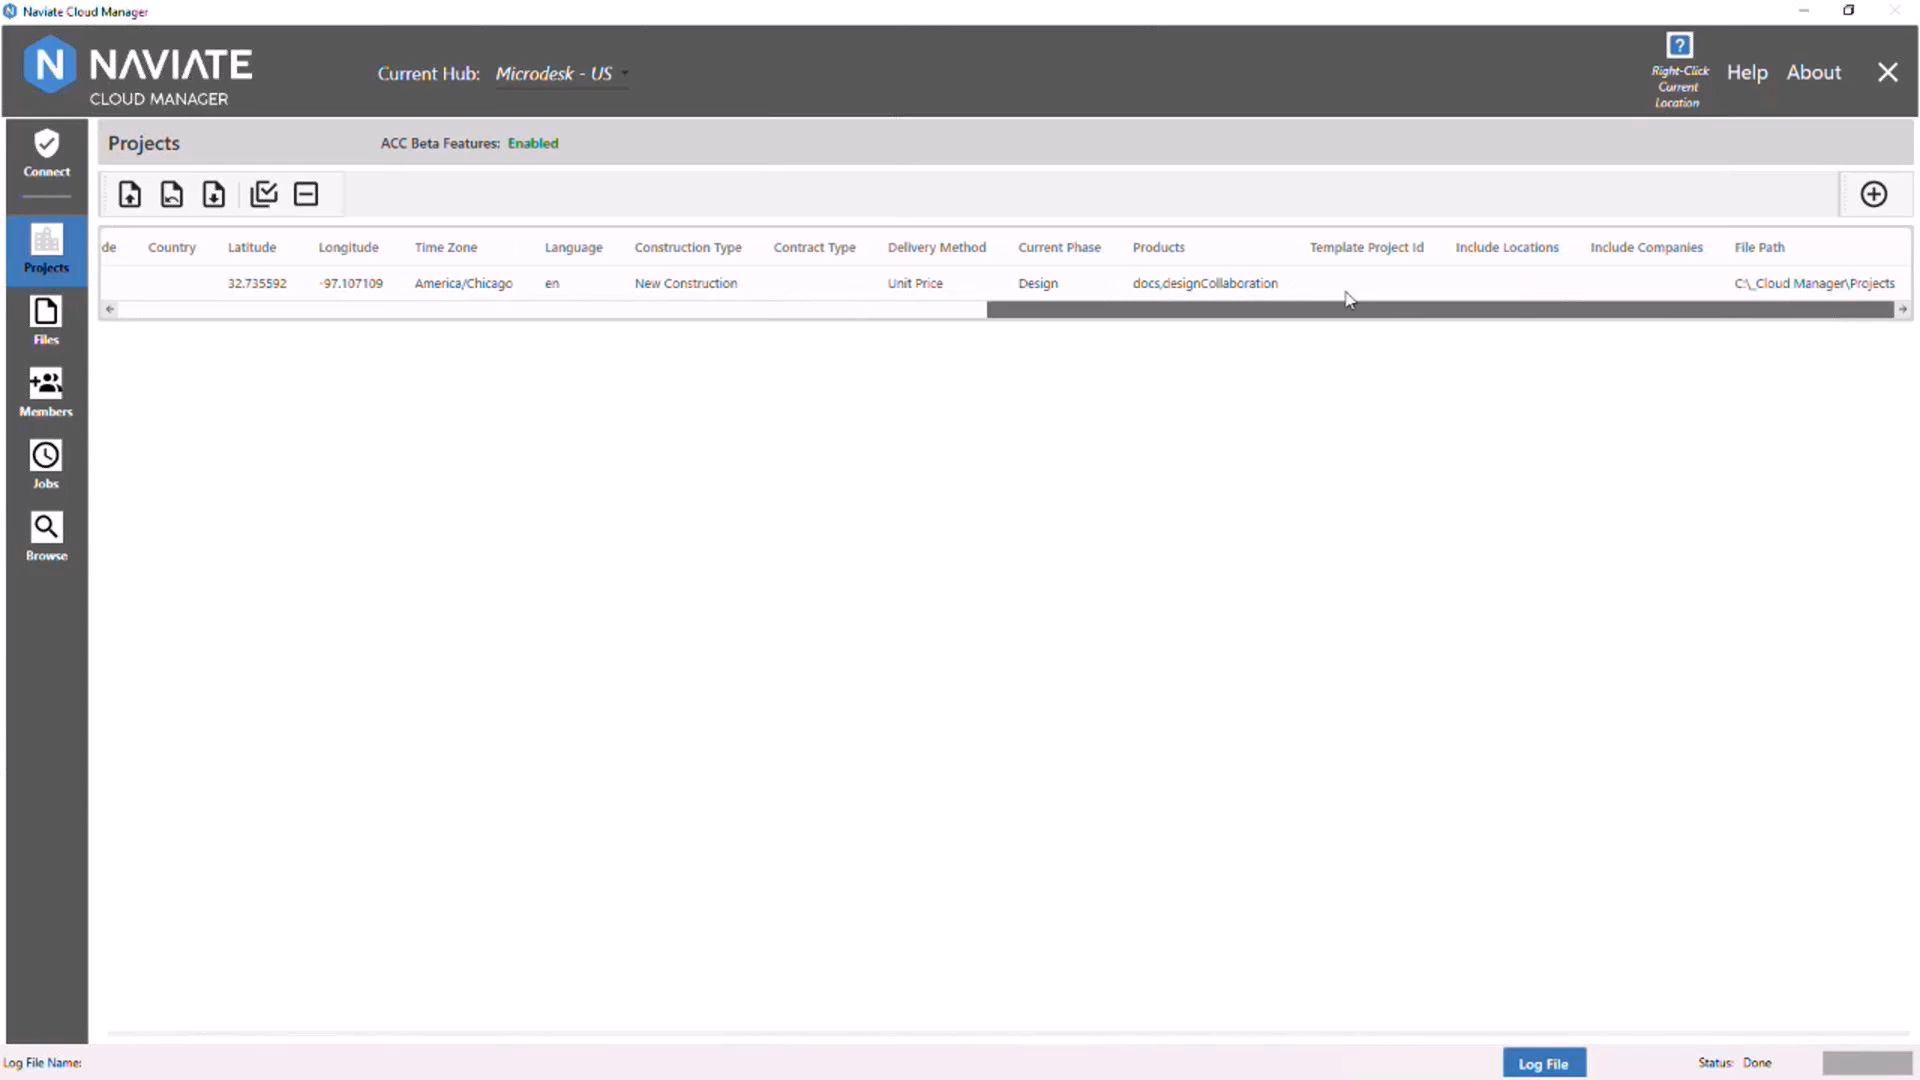 Naviate Cloud Manager
NAVIATE
CLOUD MANAGER
Current Hub: Microdesk - US
Right-Click
Current
Location
Help
About
Connect
Projects
ACC Beta Features: Enabled
Projects
de Country Latitude Longitude Time Zone Language Construction Type Contract Type Delivery Method Current Phase Products Template Project Id Include Locations Include Companies File Path
32.735592 -97.107109 America/Chicago en New Construction Unit Price Design docs,designCollaboration C:\_Cloud Manager\Projects
Files
Members
Jobs
Browse
Log File Name:
Log File
Status: Done